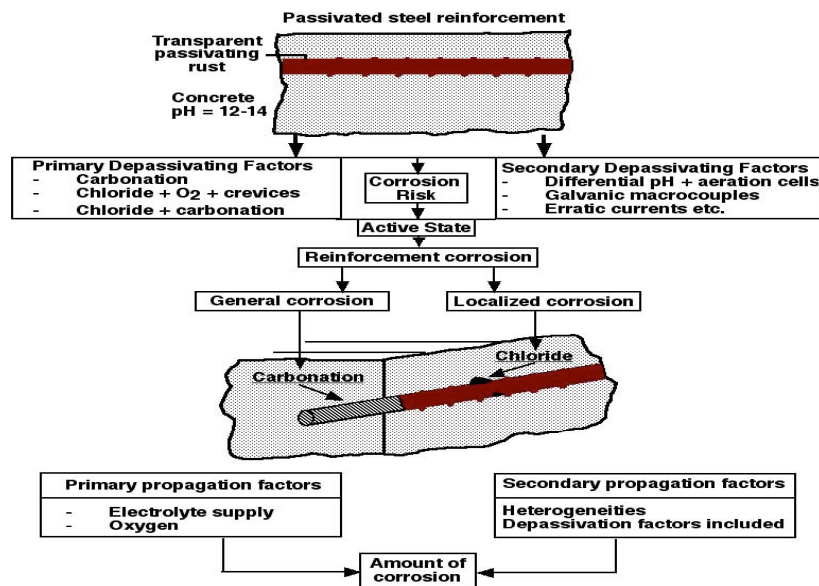 Passivated steel reinforcement
Transparent
passivating
rust
Concrete
pH = 12-14
Primary Depassivating Factors
- Carbonation
- Chloride + O2 + crevices
- Chloride + carbonation
Corrosion
Risk
Secondary Depassivating Factors
- Differential pH + aeration cells
- Galvanic macrocouples
- Erratic currents etc.
Active State
Reinforcement corrosion
General corrosion
Localized corrosion
Chloride
Carbonation
Primary propagation factors
- Electrolyte supply
- Oxygen
Secondary propagation factors
Heterogeneities
Depassivation factors included
Amount of
corrosion